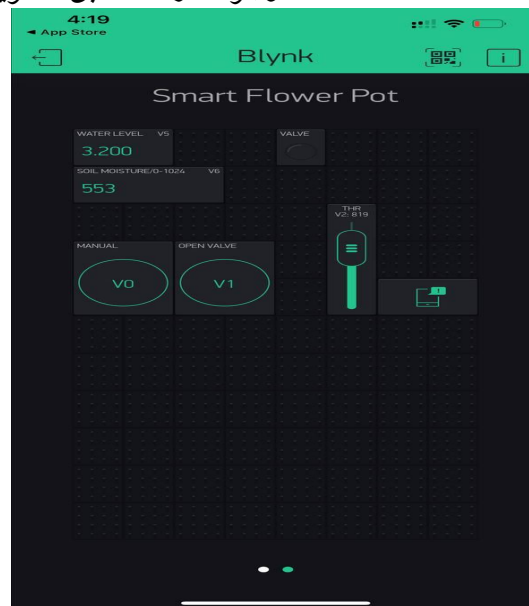 4:19
◄ App Store
Blynk
i
Smart Flower Pot
WATER LEVEL V5
3.200
VALVE
SOIL MOISTURE/0-1024 V6
553
THR
V2: 819
MANUAL
OPEN VALVE
V0
V1